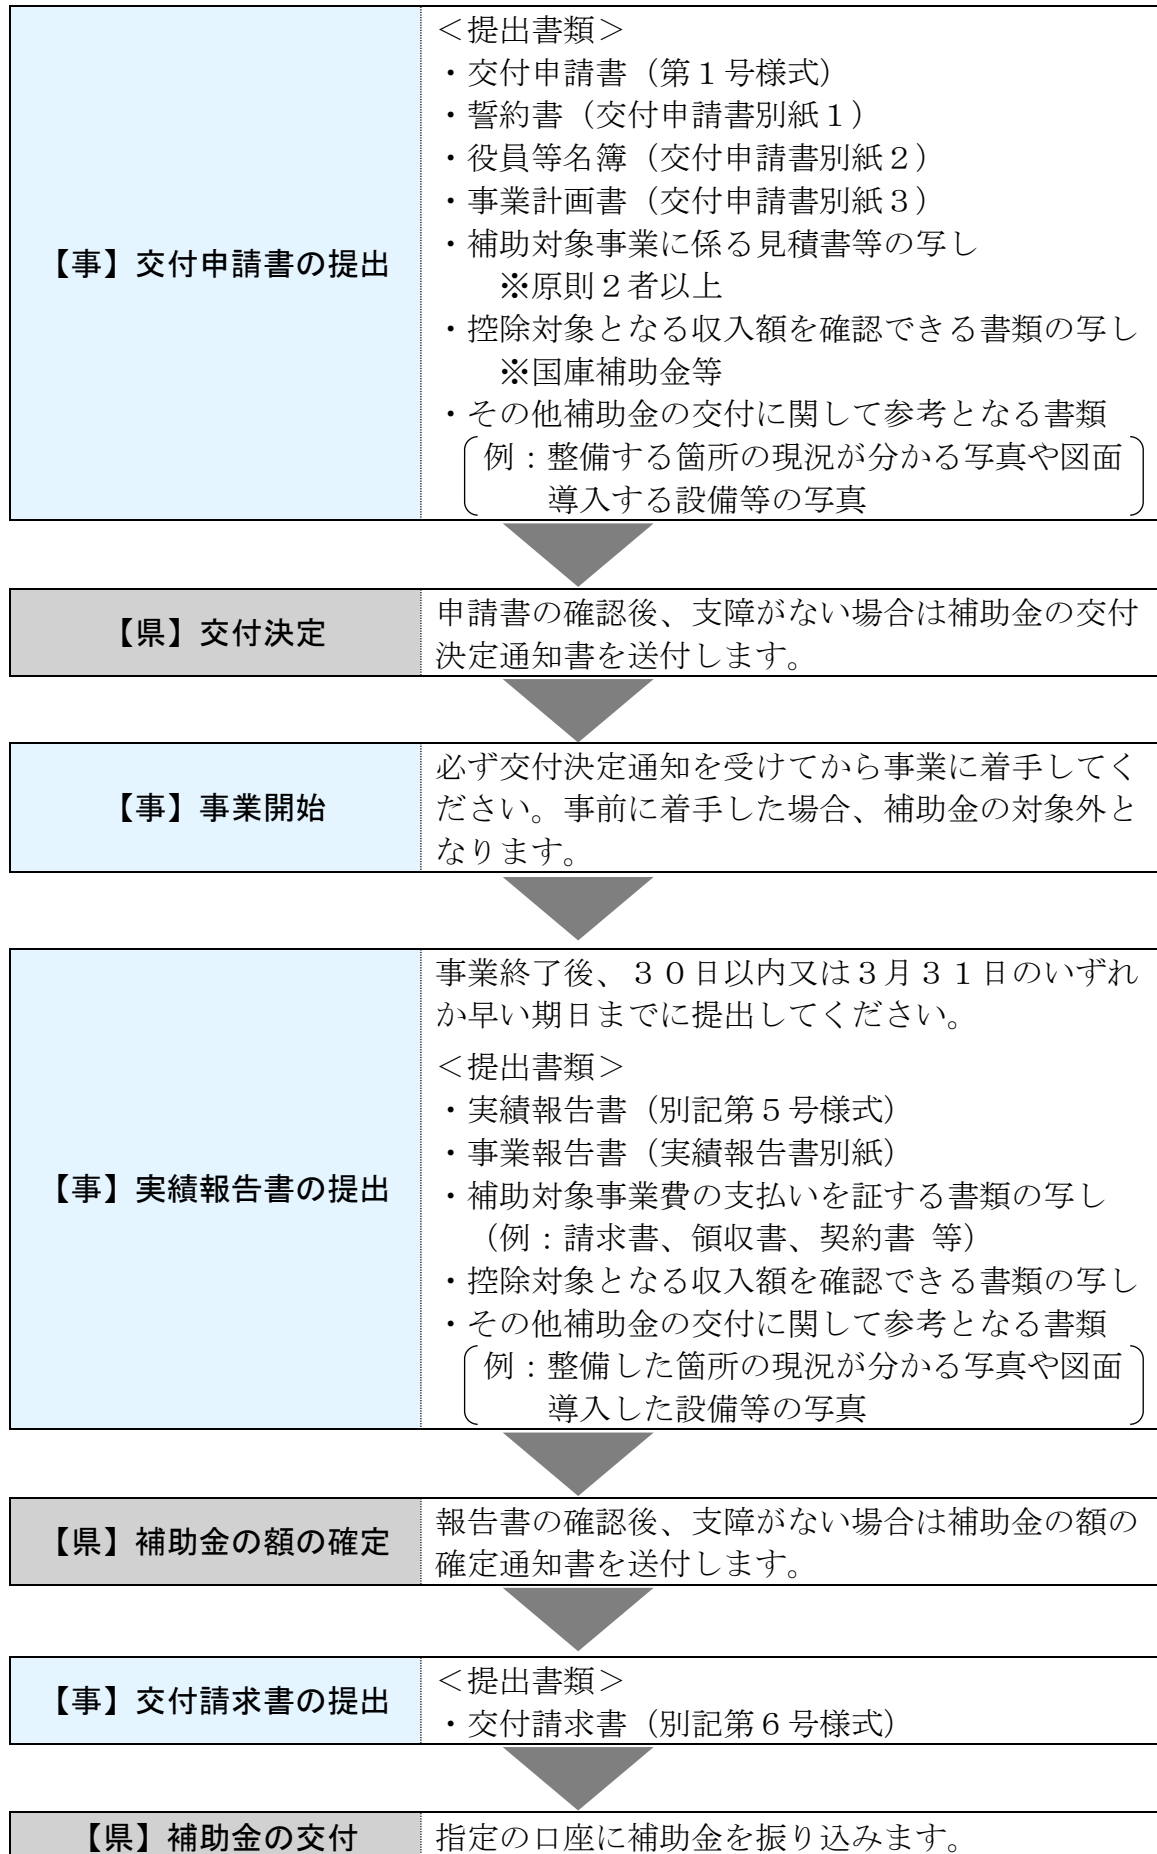 【事】交付申請書の提出
＜提出書類＞
・交付申請書（第１号様式）
・誓約書（交付申請書別紙１）
・役員等名簿（交付申請書別紙２）
・事業計画書（交付申請書別紙３）
・補助対象事業に係る見積書等の写し
※原則２者以上
・控除対象となる収入額を確認できる書類の写し
※国庫補助金等
・その他補助金の交付に関して参考となる書類
例：整備する箇所の現況が分かる写真や図面
導入する設備等の写真
【県】交付決定
申請書の確認後、支障がない場合は補助金の交付
決定通知書を送付します。
【事】事業開始
必ず交付決定通知を受けてから事業に着手してく
ださい。事前に着手した場合、補助金の対象外と
なります。
【事】実績報告書の提出
事業終了後、３０日以内又は３月３１日のいずれ
か早い期日までに提出してください。
＜提出書類＞
・実績報告書（別記第５号様式）
・事業報告書（実績報告書別紙）
・補助対象事業費の支払いを証する書類の写し
（例：請求書、領収書、契約書 等）
・控除対象となる収入額を確認できる書類の写し
・その他補助金の交付に関して参考となる書類
例：整備した箇所の現況が分かる写真や図面
導入した設備等の写真
【県】補助金の額の確定
報告書の確認後、支障がない場合は補助金の額の
確定通知書を送付します。
【事】交付請求書の提出
＜提出書類＞
・交付請求書（別記第６号様式）
【県】補助金の交付
指定の口座に補助金を振り込みます。